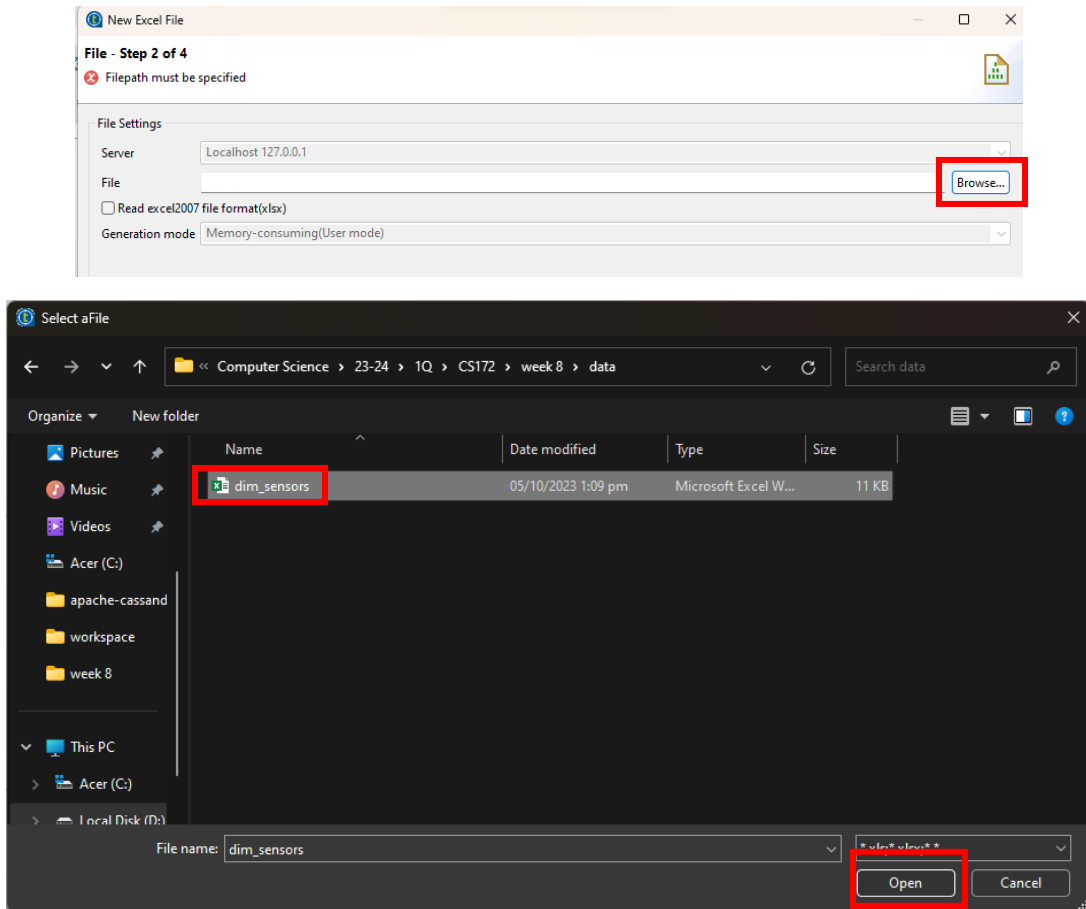 New Excel File
File - Step 2 of 4
Filepath must be specified
File Settings
Server Localhost 127.0.0.1
File Browse...
Read excel2007 file format(xlsx)
Generation mode Memory-consuming(User mode)
Select aFile
« Computer Science › 23-24 › 1Q › CS172 › week 8 › data Search data
Organize New folder
Name Date modified Type Size
Pictures
dim_sensors 05/10/2023 1:09 pm Microsoft Excel W... 11 KB
Music
Videos
Acer (C:)
apache-cassand
workspace
week 8
This PC
Acer (C:)
Local Disk (D:)
File name: dim_sensors *.xls;*.xlsx;*.*
Open Cancel